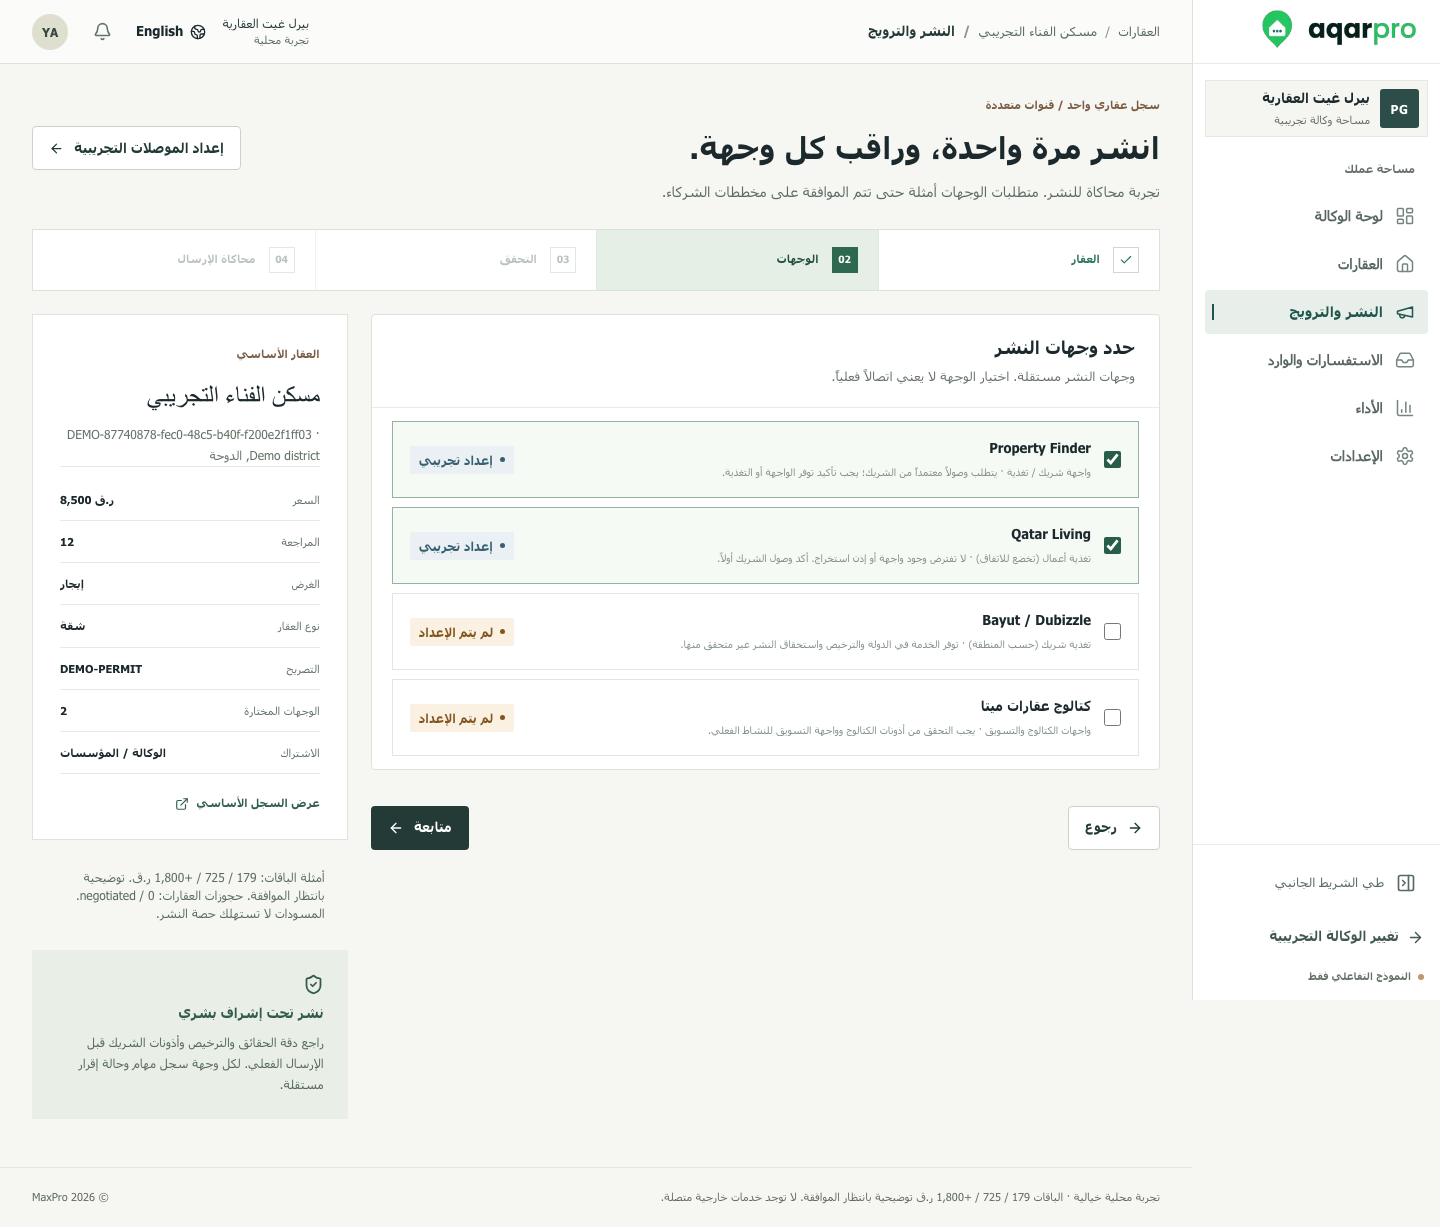 aqarpro
PG
بيرل غيت العقارية
مساحة وكالة تجريبية
مساحة عملك
لوحة الوكالة
العقارات
النشر والترويج
الاستفسارات والوارد
الأداء
الإعدادات
طي الشريط الجانبي
تغيير الوكالة التجريبية
النموذج التفاعلي فقط
العقارات / مسكن الفناء التجريبي / النشر والترويج
بيرل غيت العقارية
تجربة محلية
English
YA
سجل عقاري واحد / قنوات متعددة
انشر مرة واحدة، وراقب كل وجهة.
تجربة محاكاة للنشر. متطلبات الوجهات أمثلة حتى تتم الموافقة على مخططات الشركاء.
إعداد الموصلات التجريبية
العقار
02 الوجهات
03 التحقق
04 محاكاة الإرسال
حدد وجهات النشر
وجهات النشر مستقلة. اختيار الوجهة لا يعني اتصالاً فعلياً.
Property Finder
واجهة شريك / تغذية · يتطلب وصولاً معتمداً من الشريك؛ يجب تأكيد توفر الواجهة أو التغذية.
إعداد تجريبي
Qatar Living
تغذية أعمال (تخضع للاتفاق) · لا تفترض وجود واجهة أو إذن استخراج. أكد وصول الشريك أولاً.
إعداد تجريبي
Bayut / Dubizzle
تغذية شريك (حسب المنطقة) · توفر الخدمة في الدولة والترخيص واستحقاق النشر غير متحقق منها.
لم يتم الإعداد
كتالوج عقارات ميتا
واجهات الكتالوج والتسويق · يجب التحقق من أذونات الكتالوج وواجهة التسويق للنشاط الفعلي.
لم يتم الإعداد
رجوع
متابعة
العقار الأساسي
مسكن الفناء التجريبي
DEMO-87740878-fec0-48c5-b40f-f200e2f1ff03 ·
Demo district, الدوحة
السعر 8,500 ر.ق
المراجعة 12
الغرض إيجار
نوع العقار شقة
التصريح DEMO-PERMIT
الوجهات المختارة 2
الاشتراك الوكالة / المؤسسات
عرض السجل الأساسي
أمثلة الباقات: 179 / 725 / +1,800 ر.ق. توضيحية
بانتظار الموافقة. حجوزات العقارات: 0 / negotiated.
المسودات لا تستهلك حصة النشر.
نشر تحت إشراف بشري
راجع دقة الحقائق والترخيص وأذونات الشريك قبل
الإرسال الفعلي. لكل وجهة سجل مهام وحالة إقرار
مستقلة.
تجربة محلية خيالية · الباقات 179 / 725 / +1,800 ر.ق توضيحية بانتظار الموافقة. لا توجد خدمات خارجية متصلة.
© 2026 MaxPro